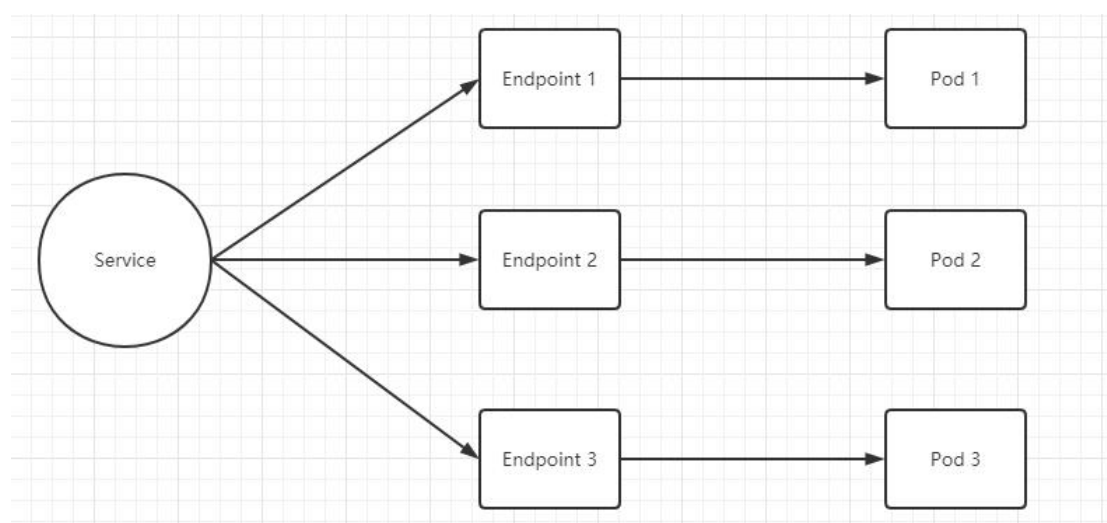 Endpoint 1
Pod 1
Service
Endpoint 2
Pod 2
Endpoint 3
Pod 3